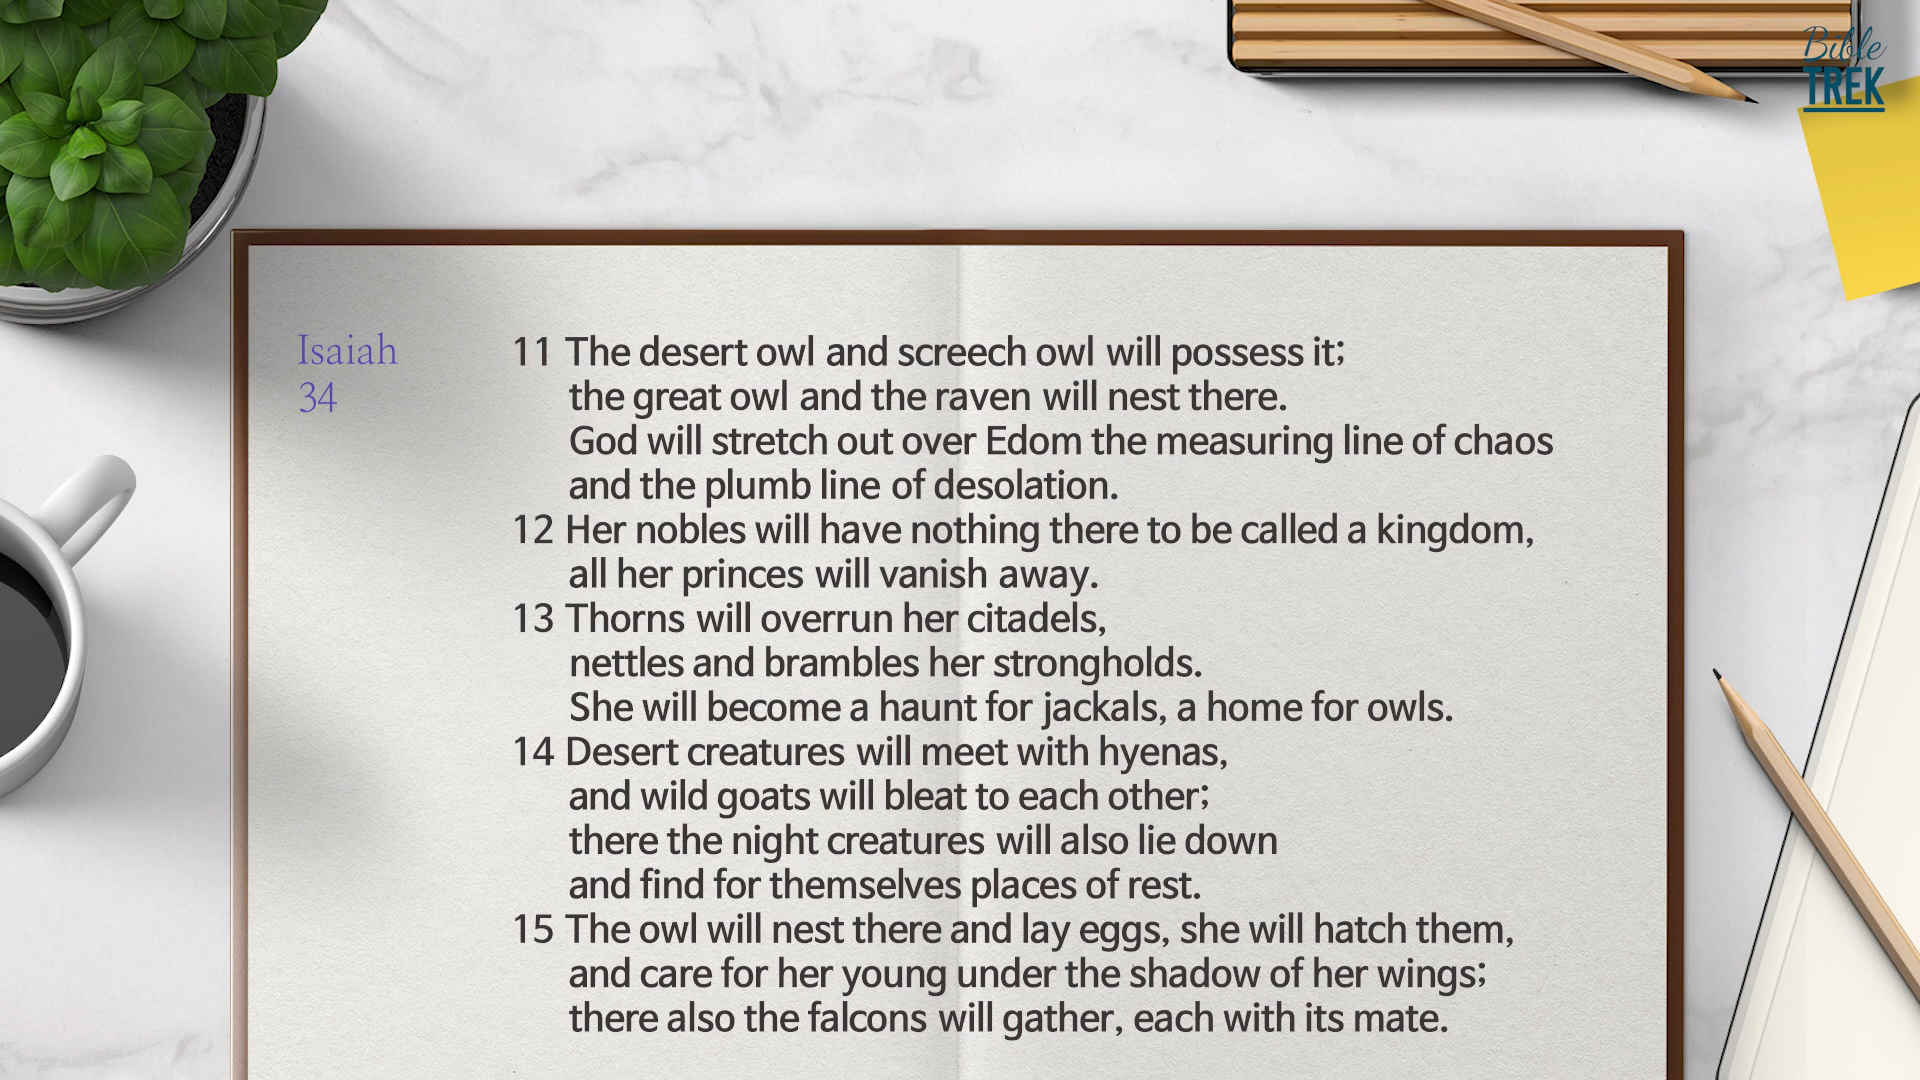 Bible
TREK
Isaiah
34
11 The desert owl and screech owl will possess it;
the great owl and the raven will nest there.
God will stretch out over Edom the measuring line of chaos
and the plumb line of desolation.
12 Her nobles will have nothing there to be called a kingdom,
all her princes will vanish away.
13 Thorns will overrun her citadels,
nettles and brambles her strongholds.
She will become a haunt for jackals, a home for owls.
14 Desert creatures will meet with hyenas,
and wild goats will bleat to each other;
there the night creatures will also lie down
and find for themselves places of rest.
15 The owl will nest there and lay eggs, she will hatch them,
and care for her young under the shadow of her wings;
there also the falcons will gather, each with its mate.